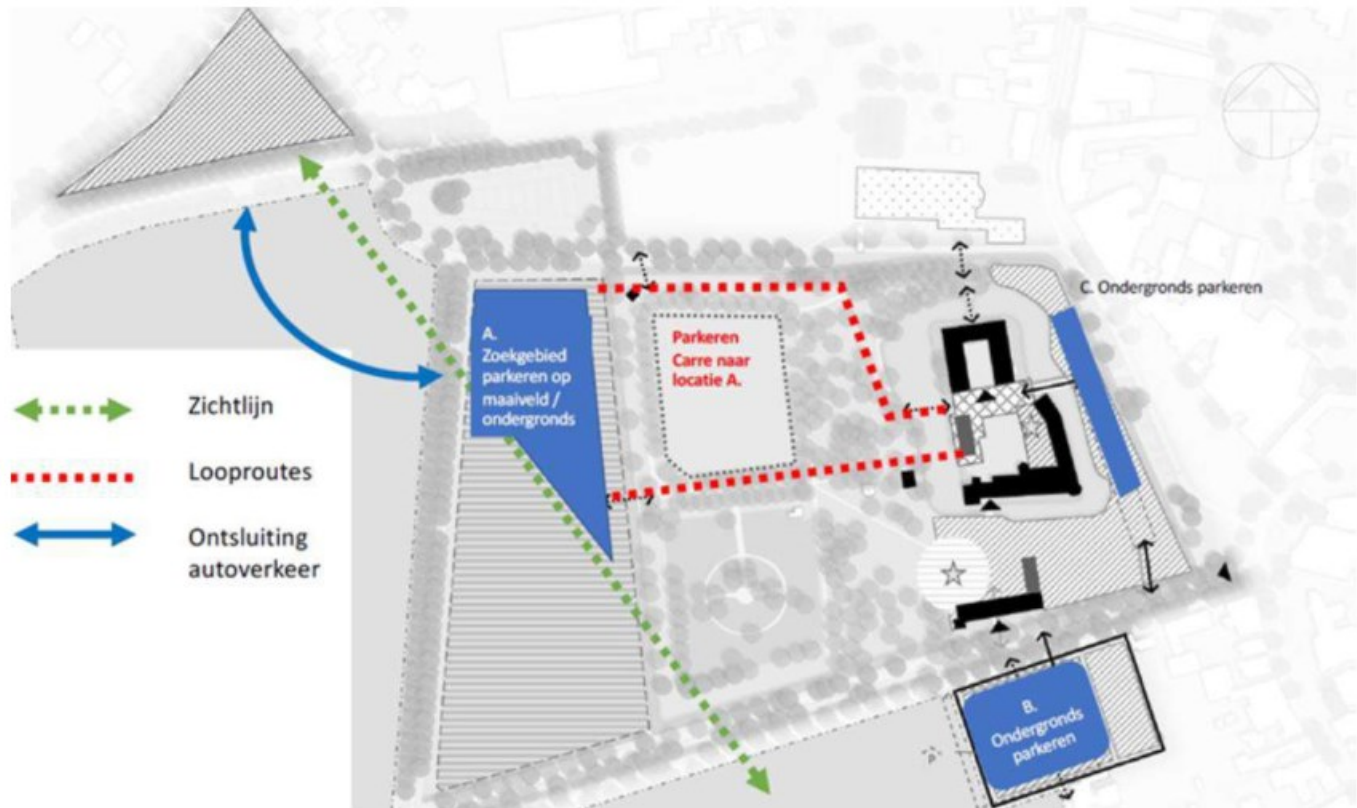 C. Ondergronds parkeren
A.
Zoekgebied
parkeren op
maaiveld /
ondergronds
Parkeren
Carre naar
locatie A.
Zichtlijn
Looproutes
Ontsluiting
autoverkeer
B.
Ondergronds
parkeren